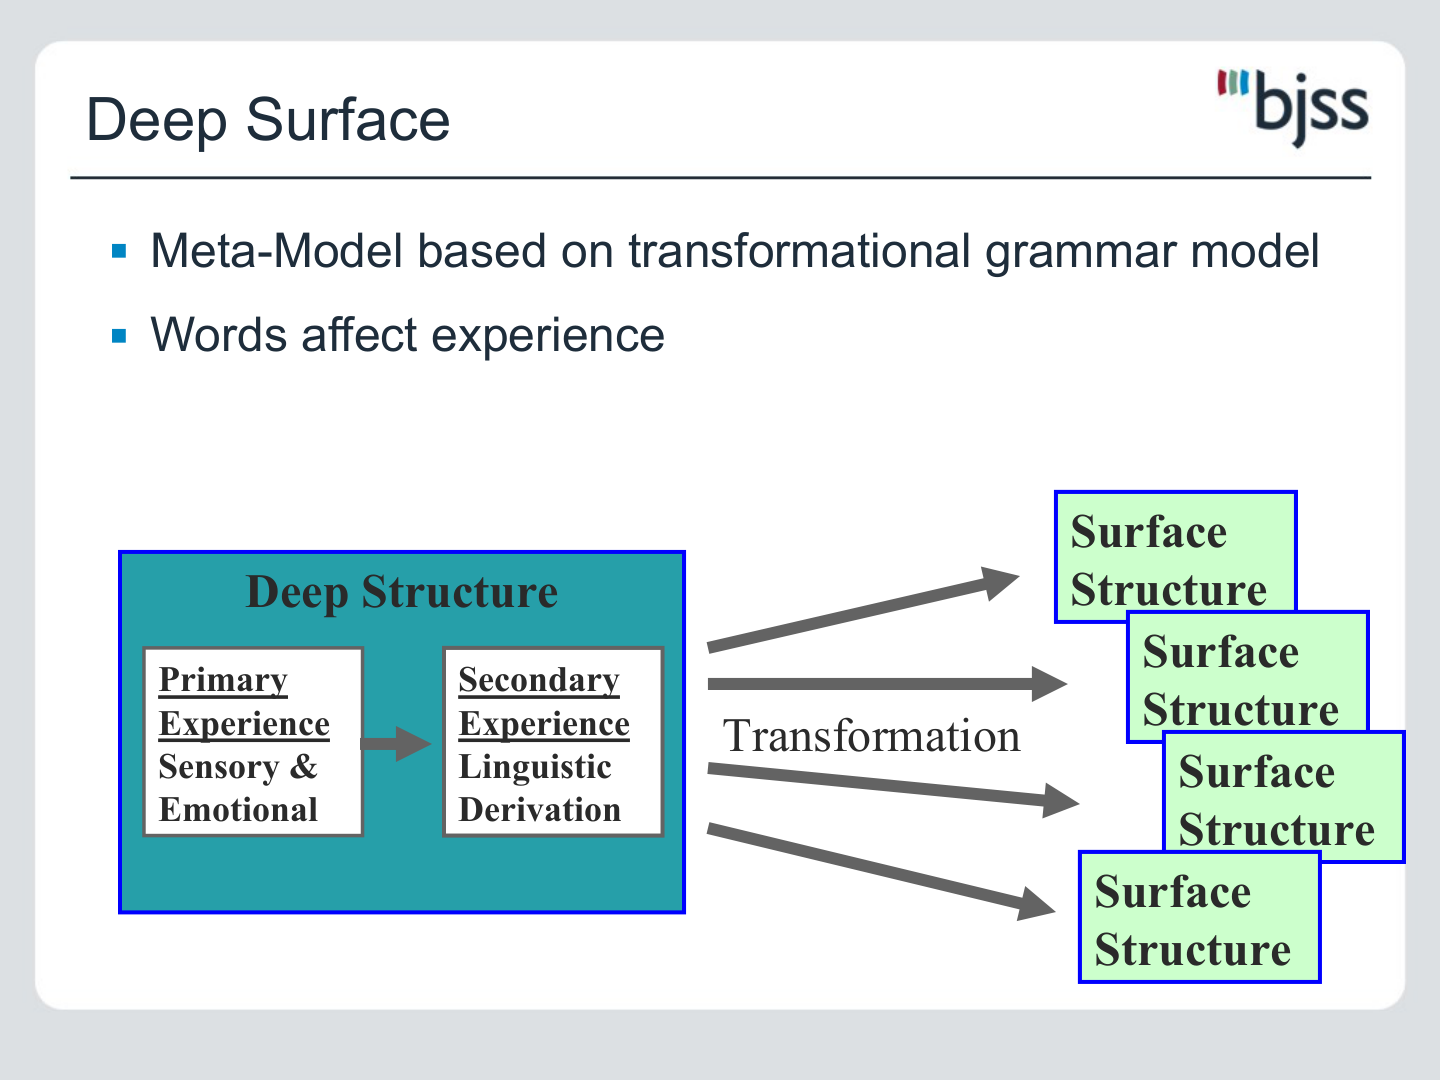 Deep Surface
bjss
Meta-Model based on transformational grammar model
Words affect experience
Deep Structure
Primary
Experience
Sensory &
Emotional
Secondary
Experience
Linguistic
Derivation
Transformation
Surface
Structure
Surface
Structure
Surface
Structure
Surface
Structure